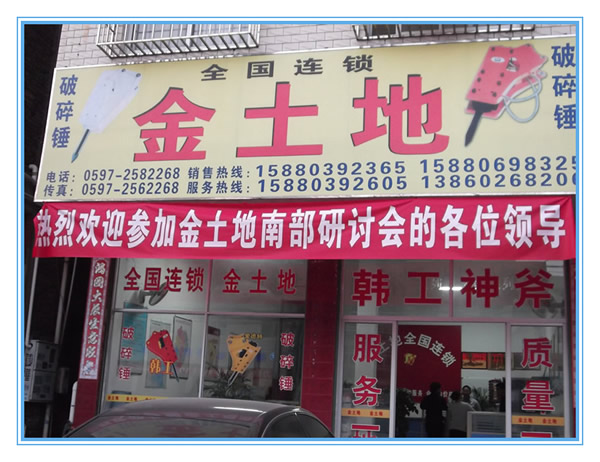 全国连锁
破碎锤
金土地
破碎锤
电话：0597-2582268 销售热线：15880392365 15880698325
传真：0597-2562268 服务热线：15880392605 13860268200
热烈欢迎参加金土地南部研讨会的各位领导
全国连锁 金土地
韩工神斧
破碎锤
韩工
破碎锤
土地全国连锁
服务
质量